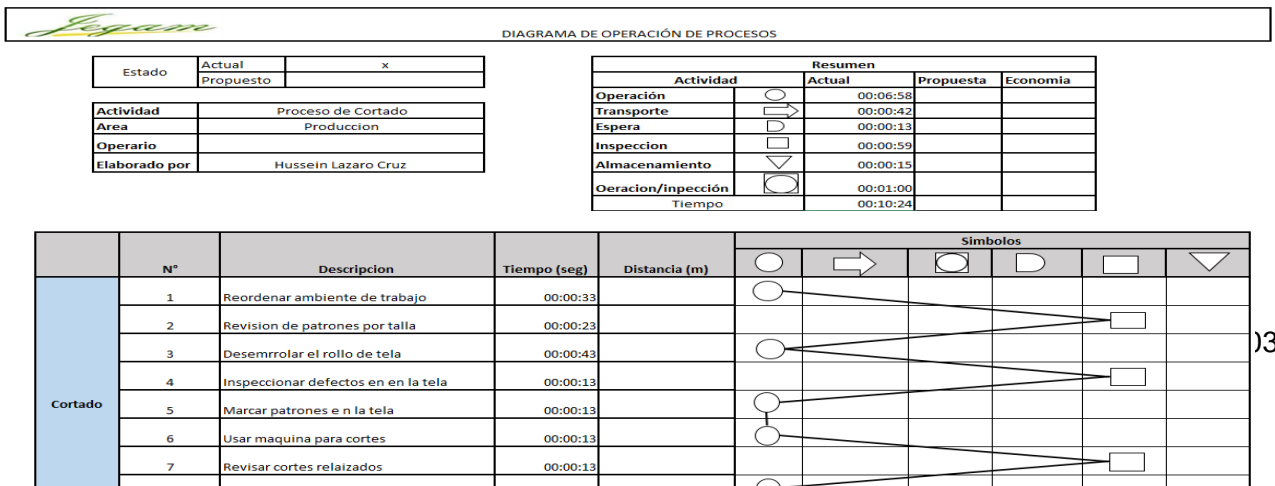 Jegam
DIAGRAMA DE OPERACIÓN DE PROCESOS
Estado Actual x
Propuesto
Actividad Proceso de Cortado
Area Produccion
Operario
Elaborado por Hussein Lazaro Cruz
Resumen
Actividad Actual Propuesta Economia
Operación 00:06:58
Transporte 00:00:42
Espera 00:00:13
Inspeccion 00:00:59
Almacenamiento 00:00:15
Oeracion/inpección 00:01:00
Tiempo 00:10:24
Simbolos
N° Descripcion Tiempo (seg) Distancia (m)
Cortado
1 Reordenar ambiente de trabajo 00:00:33
2 Revision de patrones por talla 00:00:23
3 Desemrrolar el rollo de tela 00:00:43
4 Inspeccionar defectos en en la tela 00:00:13
5 Marcar patrones e n la tela 00:00:13
6 Usar maquina para cortes 00:00:13
7 Revisar cortes relaizados 00:00:13